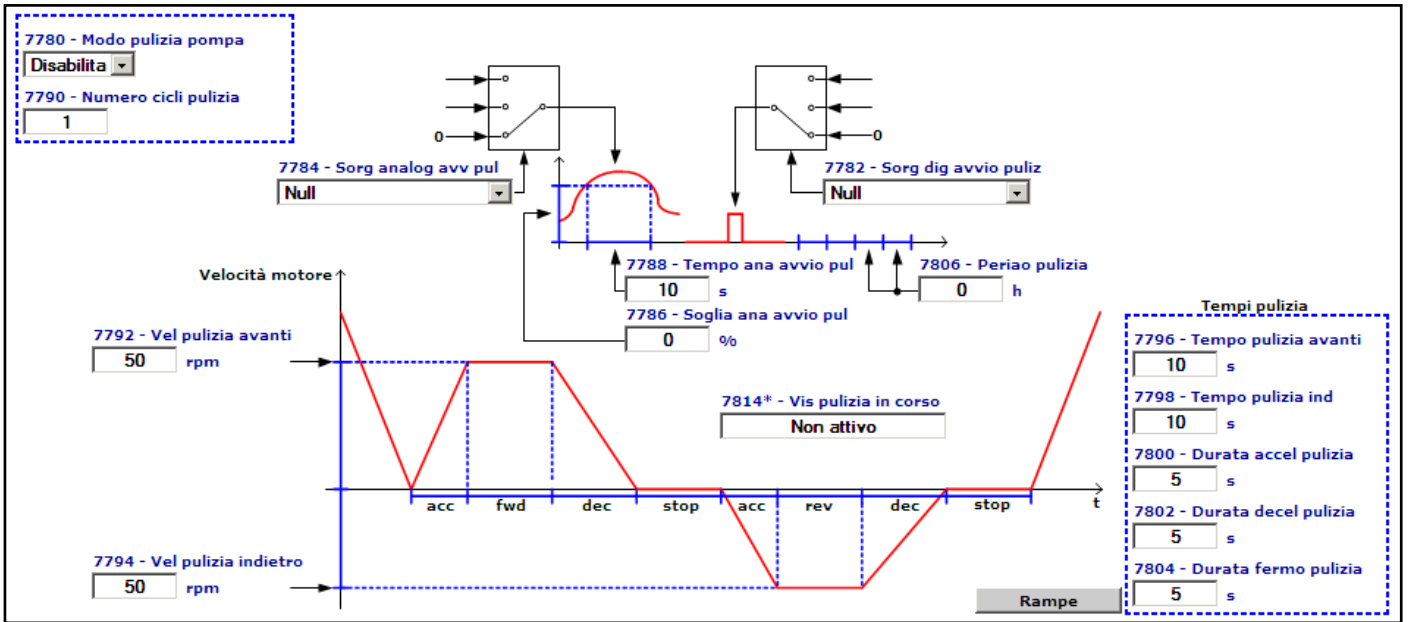 7780 - Modo pulizia pompa
Disabilita
7790 - Numero cicli pulizia
1
0
0
7784 - Sorg analog avv pul
Null
7782 - Sorg dig avvio puliz
Null
7788 - Tempo ana avvio pul
10 s
7806 - Periao pulizia
0 h
7786 - Soglia ana avvio pul
0 %
Velocità motore
7792 - Vel pulizia avanti
50 rpm
7814* - Vis pulizia in corso
Non attivo
acc fwd dec stop acc rev dec stop t
7794 - Vel pulizia indietro
50 rpm
Tempi pulizia
7796 - Tempo pulizia avanti
10 s
7798 - Tempo pulizia ind
10 s
7800 - Durata accel pulizia
5 s
7802 - Durata decel pulizia
5 s
7804 - Durata fermo pulizia
5 s
Rampe